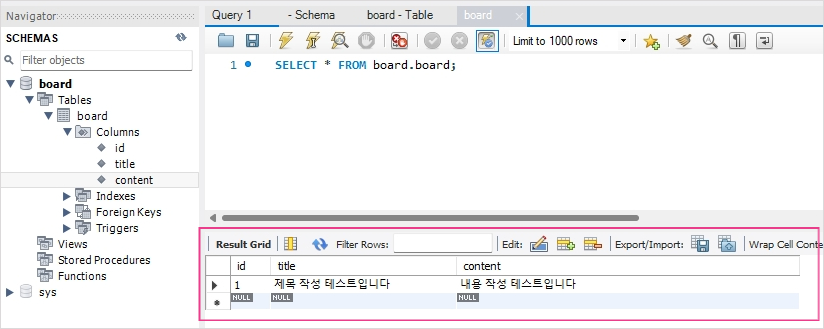 Navigator
SCHEMAS
Filter objects
board
Tables
board
Columns
id
title
content
Indexes
Foreign Keys
Triggers
Views
Stored Procedures
Functions
sys
Query 1 - Schema board - Table board
Limit to 1000 rows
1 SELECT * FROM board.board;
Result Grid Filter Rows: Edit: Export/Import: Wrap Cell Conte
id title content
1 제목 작성 테스트입니다 내용 작성 테스트입니다
NULL NULL NULL